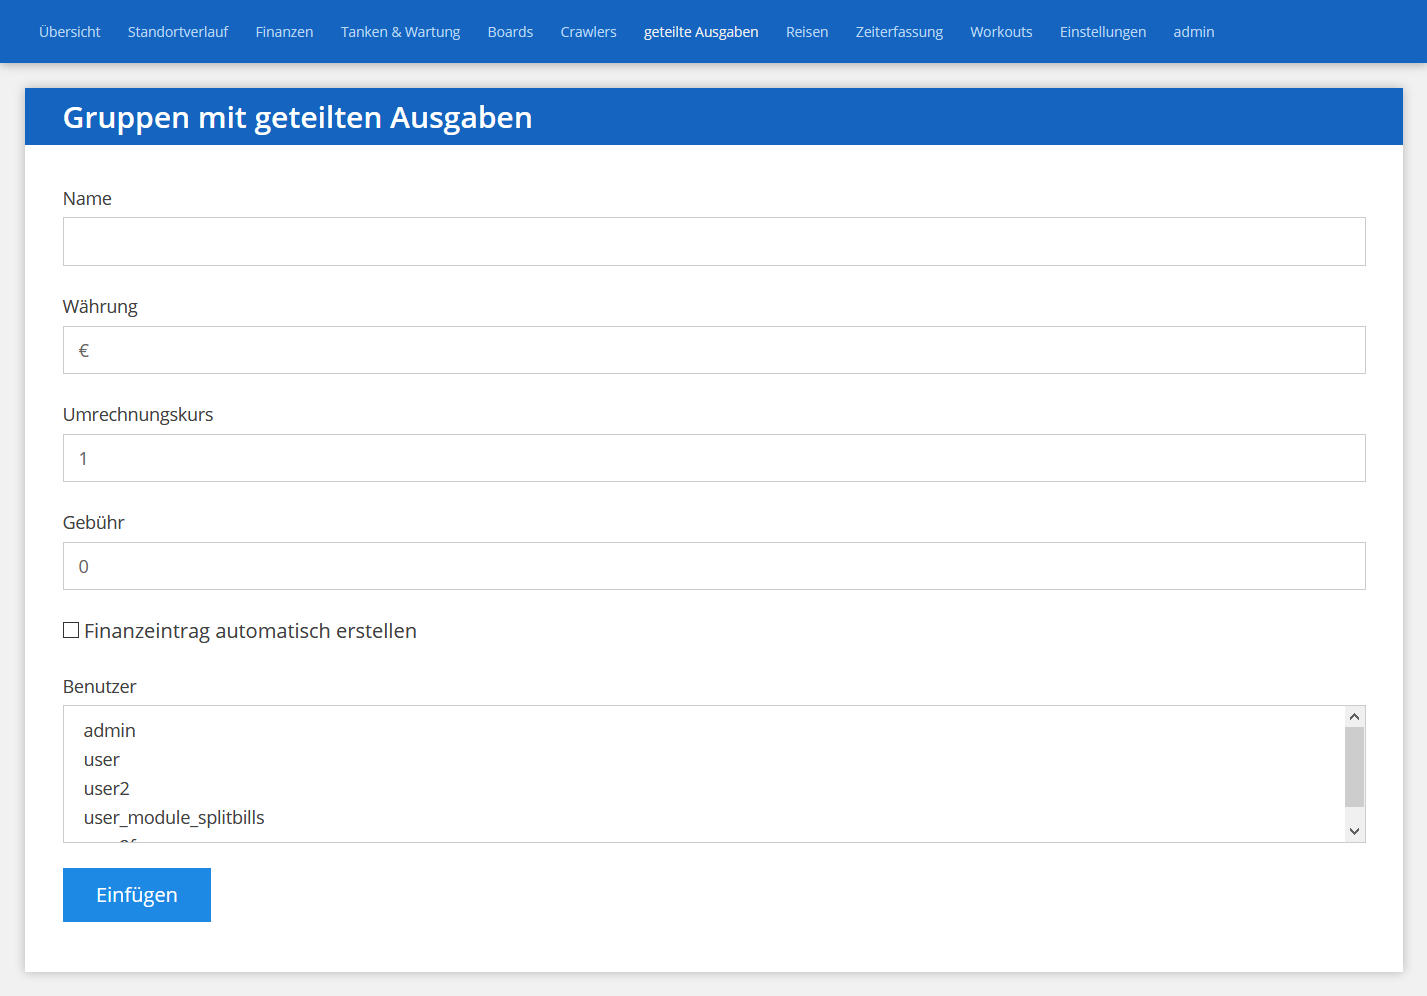 Übersicht Standortverlauf Finanzen Tanken & Wartung Boards Crawlers geteilte Ausgaben Reisen Zeiterfassung Workouts Einstellungen admin
Gruppen mit geteilten Ausgaben
Name
Währung
€
Umrechnungskurs
1
Gebühr
0
Finanzeintrag automatisch erstellen
Benutzer
admin
user
user2
user_module_splitbills
Einfügen